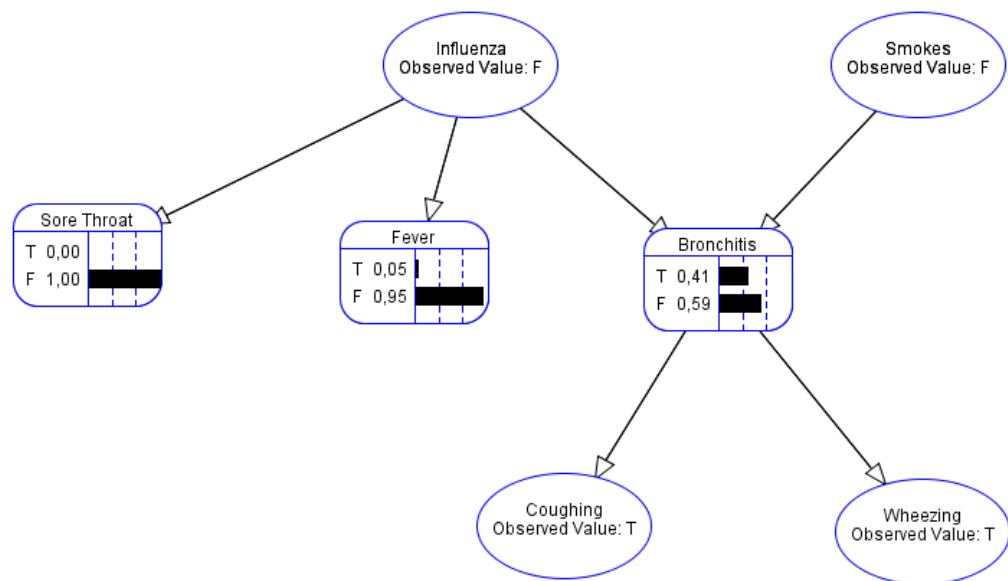 Influenza
Observed Value: F
Smokes
Observed Value: F
Sore Throat
T 0,00
F 1,00
Fever
T 0,05
F 0,95
Bronchitis
T 0,41
F 0,59
Coughing
Observed Value: T
Wheezing
Observed Value: T